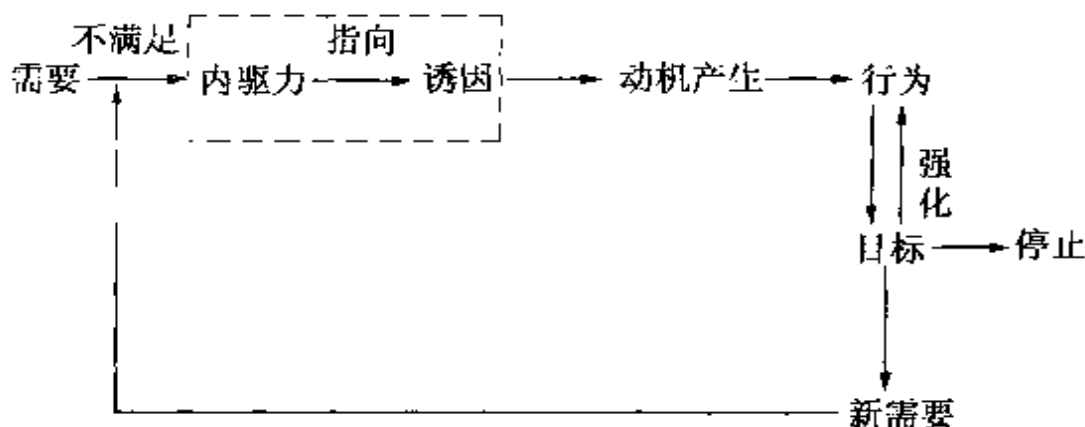 不满足 指向
需要 内驱力 诱因 动机产生 行为
强化
目标 停止
新需要